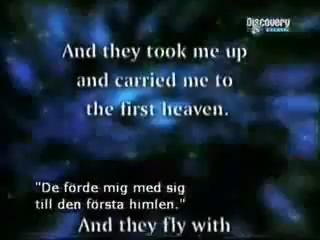 Discovery
And they took me up
and carried me to
the first heaven.
"De förde mig med sig
till den första himlen."
And they fly with